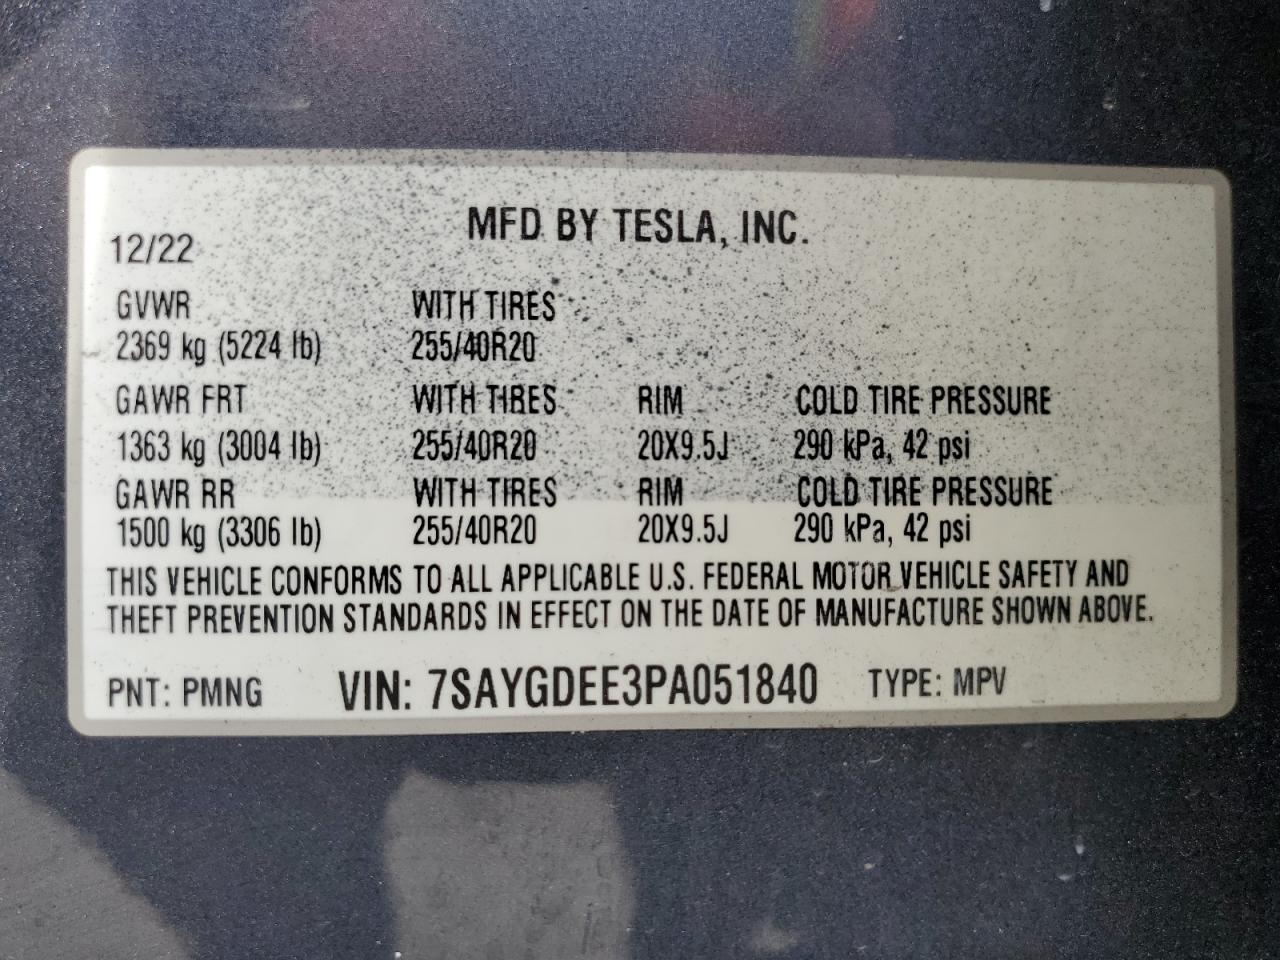 MFD BY TESLA, INC.
12/22
GVWR WITH TIRES
2369 kg (5224 lb) 255/40R20
GAWR FRT WITH TIRES RIM COLD TIRE PRESSURE
1363 kg (3004 lb) 255/40R20 20X9.5J 290 kPa, 42 psi
GAWR RR WITH TIRES RIM COLD TIRE PRESSURE
1500 kg (3306 lb) 255/40R20 20X9.5J 290 kPa, 42 psi
THIS VEHICLE CONFORMS TO ALL APPLICABLE U.S. FEDERAL MOTOR VEHICLE SAFETY AND
THEFT PREVENTION STANDARDS IN EFFECT ON THE DATE OF MANUFACTURE SHOWN ABOVE.
PNT: PMNG VIN: 7SAYGDEE3PA051840 TYPE: MPV